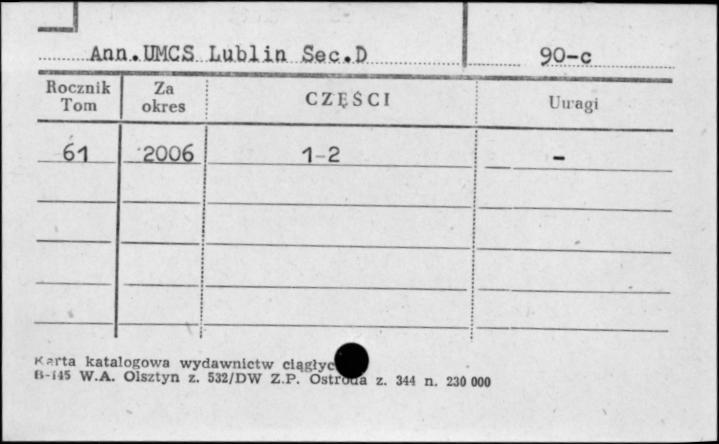 Ann.UMCS Lublin Sec.D 90-c
Rocznik Tom Za okres CZĘŚCI Uwagi
61 2006 1-2 -
Karta katalogowa wydawnictw ciągłyc
B-145 W.A. Olsztyn z. 532/DW Z.P. Ostróda z. 344 n. 230 000